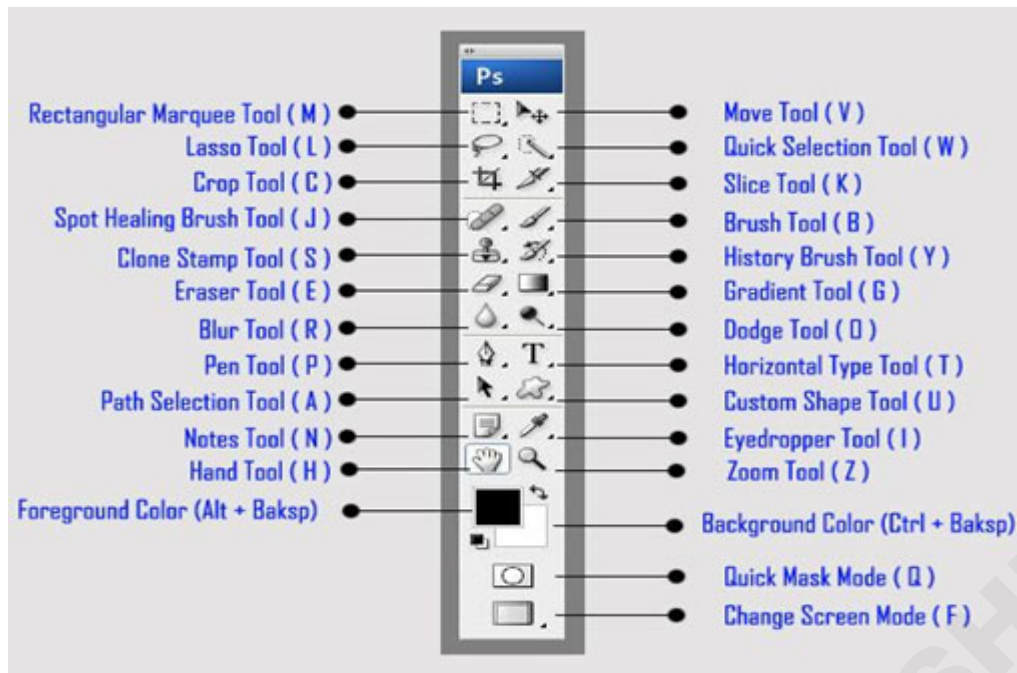 Ps
Rectangular Marquee Tool ( M )
Move Tool ( V )
Lasso Tool ( L )
Quick Selection Tool ( W )
Crop Tool ( C )
Slice Tool ( K )
Spot Healing Brush Tool ( J )
Brush Tool ( B )
Clone Stamp Tool ( S )
History Brush Tool ( Y )
Eraser Tool ( E )
Gradient Tool ( G )
Blur Tool ( R )
Dodge Tool ( O )
Pen Tool ( P )
Horizontal Type Tool ( T )
Path Selection Tool ( A )
Custom Shape Tool ( U )
Notes Tool ( N )
Eyedropper Tool ( I )
Hand Tool ( H )
Zoom Tool ( Z )
Foreground Color (Alt + Baksp)
Background Color (Ctrl + Baksp)
Quick Mask Mode ( Q )
Change Screen Mode ( F )